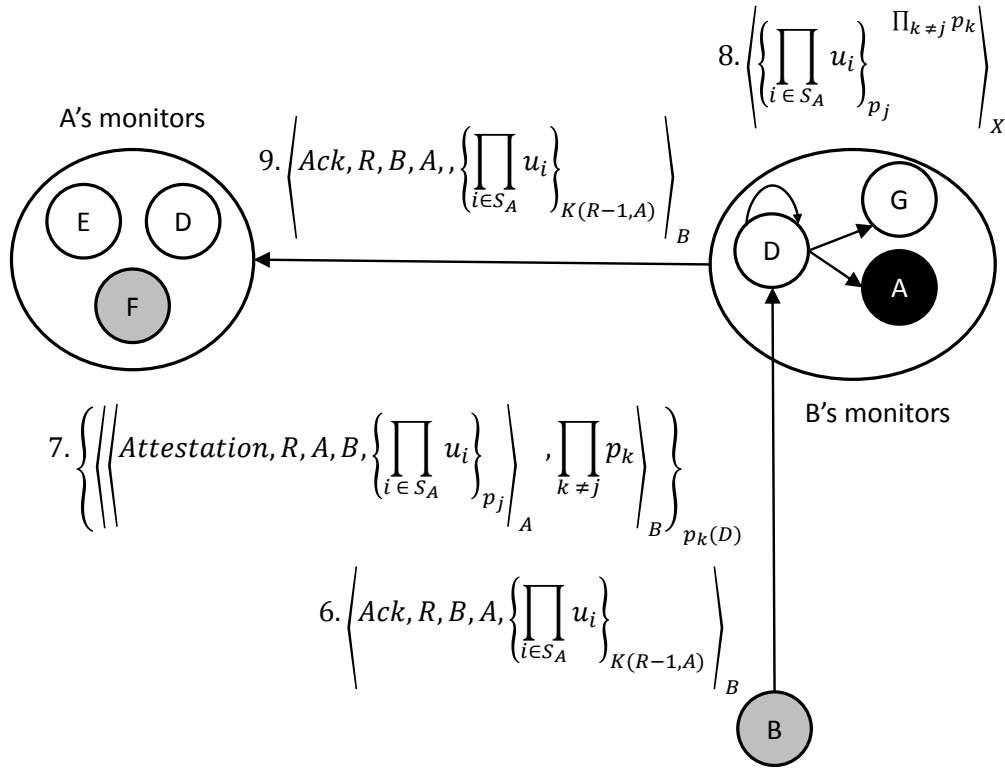 8. ⟨{∏_{i ∈ S_A} u_i}_{p_j}^{∏_{k≠j} p_k}⟩_X
A's monitors
9. ⟨Ack, R, B, A, , {∏_{i∈S_A} u_i}_{K(R−1,A)}⟩_B
E
D
F
G
D
A
B's monitors
7. {⟨⟨Attestation, R, A, B, {∏_{i ∈ S_A} u_i}_{p_j}⟩_A , ∏_{k≠j} p_k⟩_B}_{p_k(D)}
6. ⟨Ack, R, B, A, {∏_{i∈S_A} u_i}_{K(R−1,A)}⟩_B
B